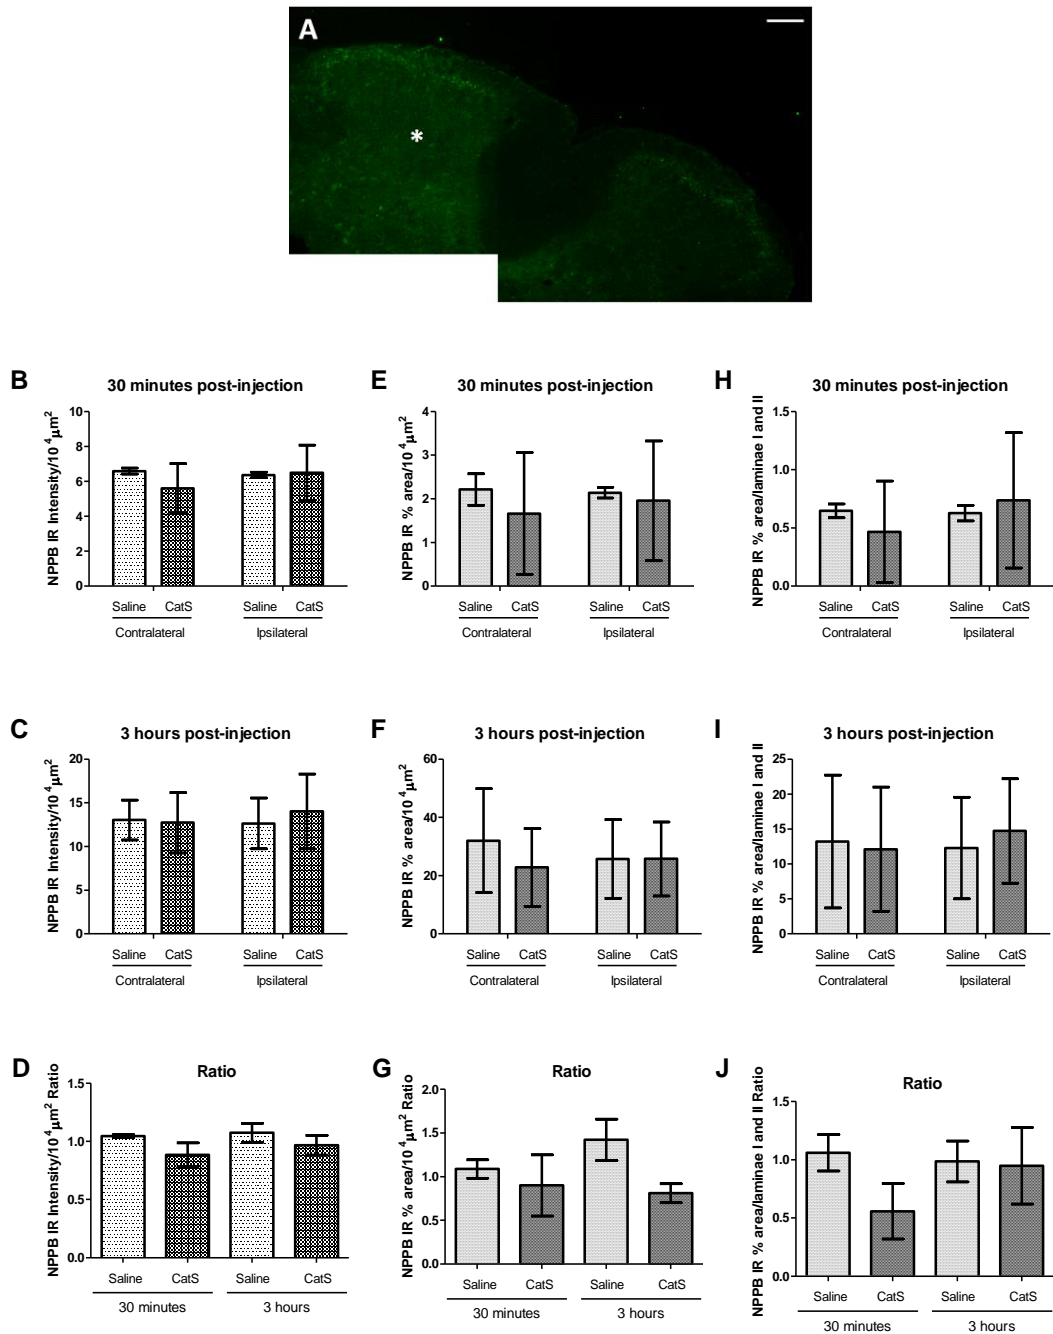 A
*
B
30 minutes post-injection
NPPB IR Intensity/10⁴µm²
10
8
6
4
2
0
Saline CatS Saline CatS
Contralateral Ipsilateral
E
30 minutes post-injection
NPPB IR % area/10⁴µm²
4
3
2
1
0
Saline CatS Saline CatS
Contralateral Ipsilateral
H
30 minutes post-injection
NPPB IR % area/laminae I and II
1.5
1.0
0.5
0.0
Saline CatS Saline CatS
Contralateral Ipsilateral
C
3 hours post-injection
NPPB IR Intensity/10⁴µm²
20
15
10
5
0
Saline CatS Saline CatS
Contralateral Ipsilateral
F
3 hours post-injection
NPPB IR % area/10⁴µm²
60
40
20
0
Saline CatS Saline CatS
Contralateral Ipsilateral
I
3 hours post-injection
NPPB IR % area/laminae I and II
25
20
15
10
5
0
Saline CatS Saline CatS
Contralateral Ipsilateral
D
Ratio
NPPB IR Intensity/10⁴µm² Ratio
1.5
1.0
0.5
0.0
Saline CatS Saline CatS
30 minutes 3 hours
G
Ratio
NPPB IR % area/10⁴µm² Ratio
2.0
1.5
1.0
0.5
0.0
Saline CatS Saline CatS
30 minutes 3 hours
J
Ratio
NPPB IR % area/laminae I and II Ratio
1.5
1.0
0.5
0.0
Saline CatS Saline CatS
30 minutes 3 hours